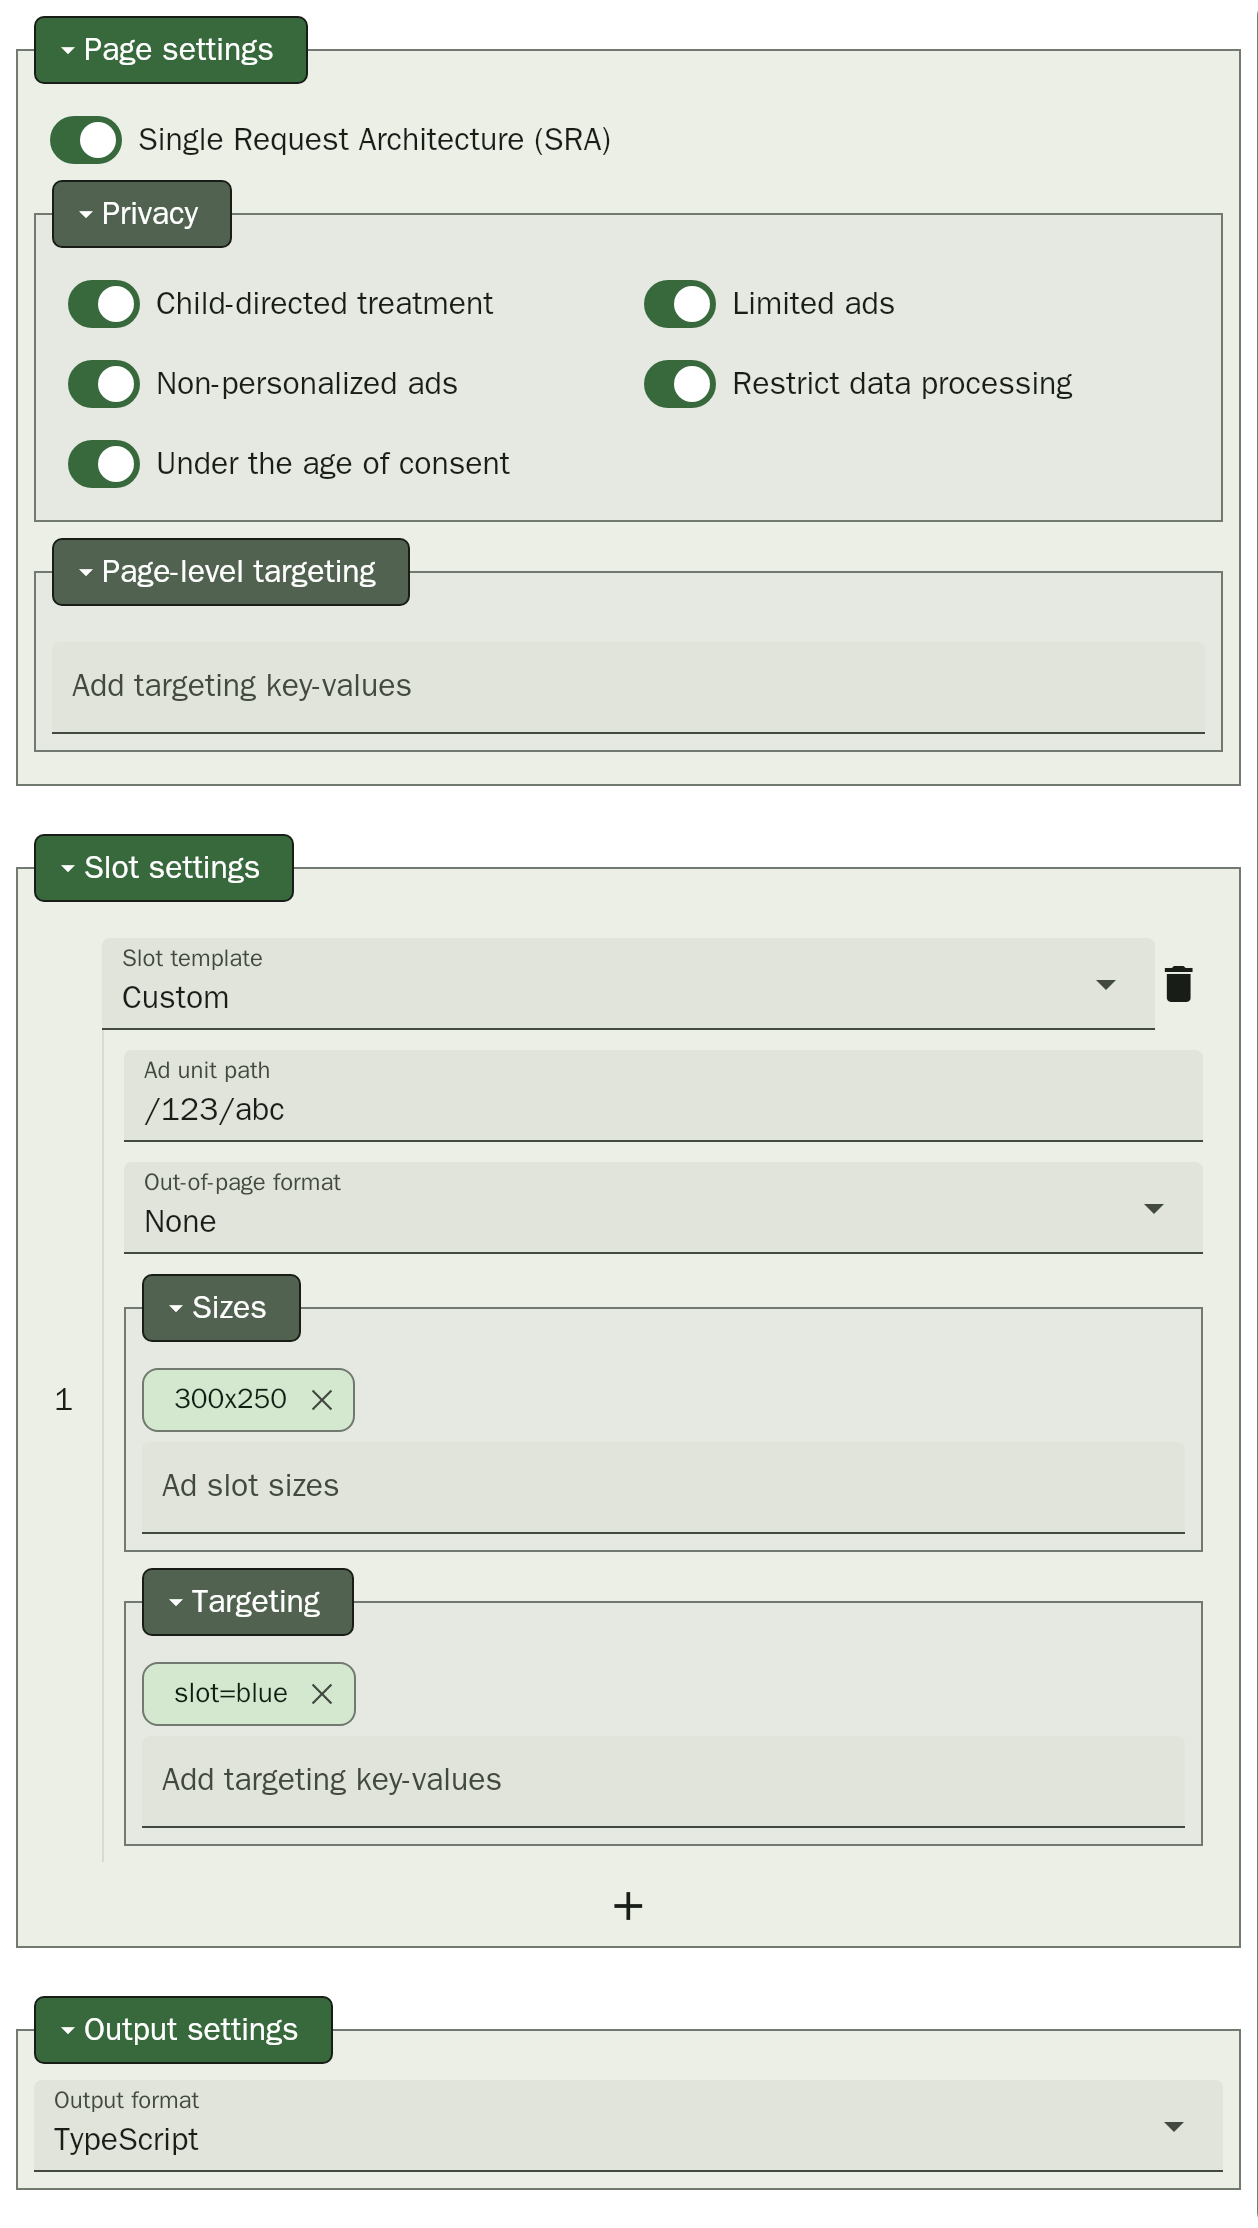 Page settings
Single Request Architecture (SRA)
Privacy
Child-directed treatment
Limited ads
Non-personalized ads
Restrict data processing
Under the age of consent
Page-level targeting
Add targeting key-values
Slot settings
Slot template
Custom
Ad unit path
/123/abc
Out-of-page format
None
Sizes
1
300x250
Ad slot sizes
Targeting
slot=blue
Add targeting key-values
Output settings
Output format
TypeScript